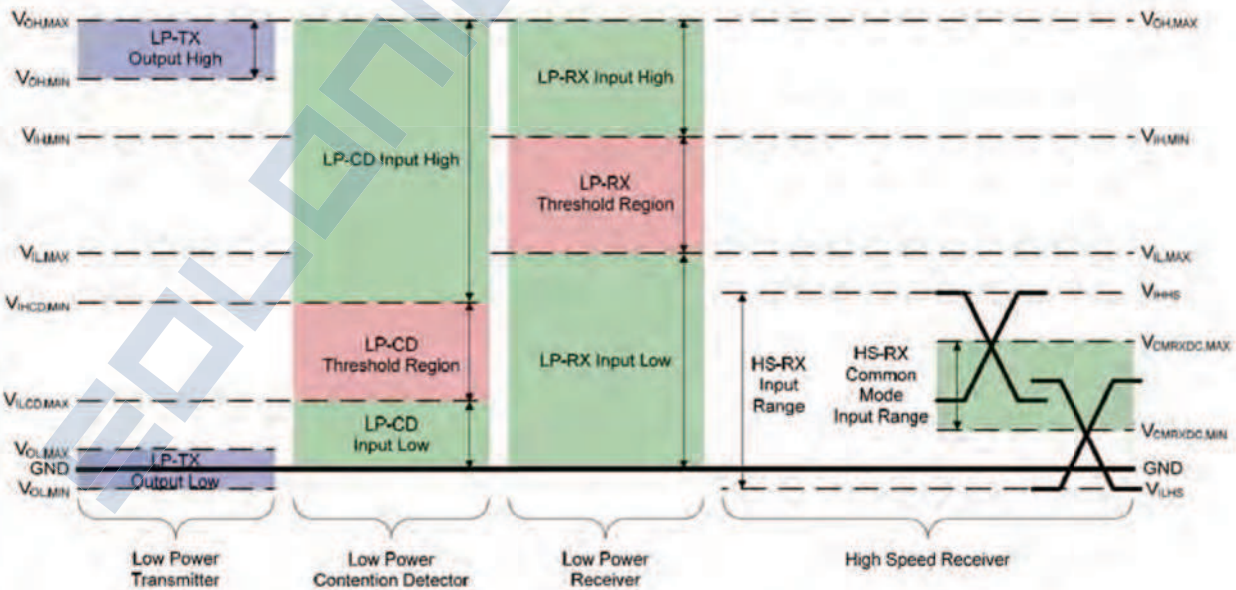 VOH,MAX
LP-TX
Output High
VOH,MIN
VIH,MIN
VIL,MAX
VIHCD,MIN
VILCD,MAX
VOL,MAX
GND
VOL,MIN
LP-TX
Output Low
LP-CD Input High
LP-CD
Threshold Region
LP-CD
Input Low
LP-RX Input High
LP-RX
Threshold Region
LP-RX Input Low
HS-RX
Input
Range
HS-RX
Common
Mode
Input Range
VOH,MAX
VIH,MIN
VIL,MAX
VIHHS
VCMRXDC,MAX
VCMRXDC,MIN
GND
VILHS
Low Power
Transmitter
Low Power
Contention Detector
Low Power
Receiver
High Speed Receiver